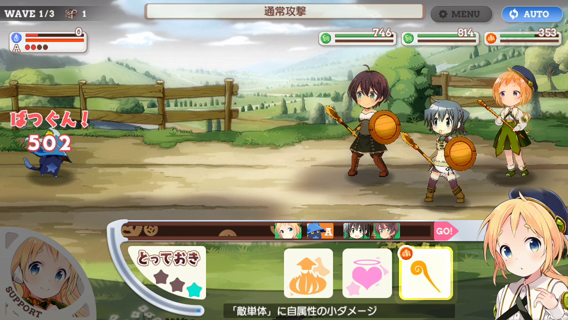 WAVE 1/3
1
通常攻撃
MENU
AUTO
0
A
746
814
353
ばつぐん!
502
A
GO!
とっておき
SUPPORT
「敵単体」に自属性の小ダメージ